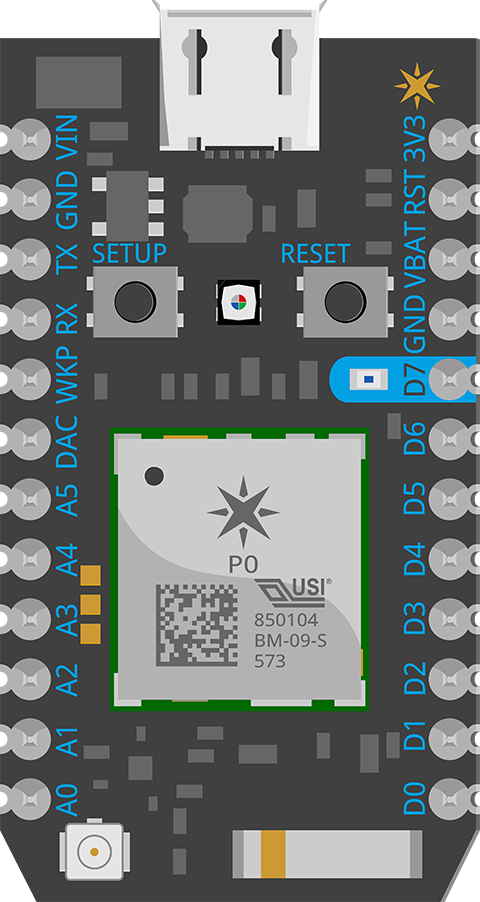 VIN
GND
TX
RX
WKP
DAC
A5
A4
A3
A2
A1
A0
SETUP
RESET
3V3
RST
VBAT
GND
D7
D6
D5
D4
D3
D2
D1
D0
P0
USI®
850104
BM-09-S
573